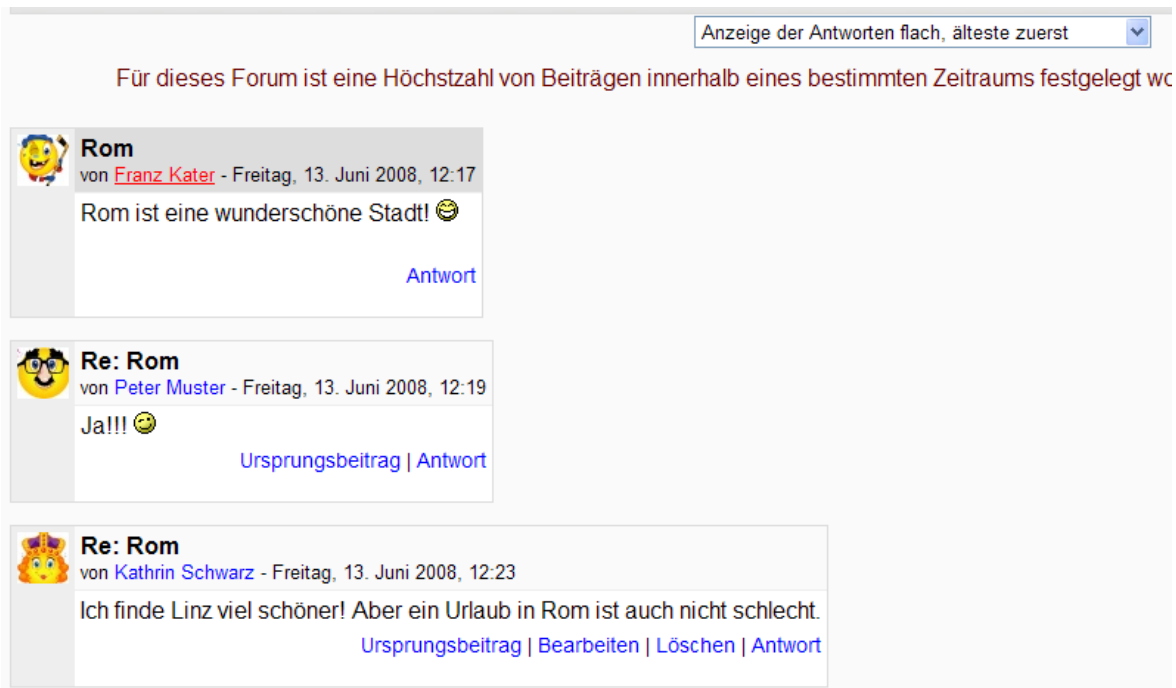 Anzeige der Antworten flach, älteste zuerst
Für dieses Forum ist eine Höchstzahl von Beiträgen innerhalb eines bestimmten Zeitraums festgelegt
Rom
von Franz Kater - Freitag, 13. Juni 2008, 12:17
Rom ist eine wunderschöne Stadt!
Antwort
Re: Rom
von Peter Muster - Freitag, 13. Juni 2008, 12:19
Ja!!!
Ursprungsbeitrag | Antwort
Re: Rom
von Kathrin Schwarz - Freitag, 13. Juni 2008, 12:23
Ich finde Linz viel schöner! Aber ein Urlaub in Rom ist auch nicht schlecht.
Ursprungsbeitrag | Bearbeiten | Löschen | Antwort